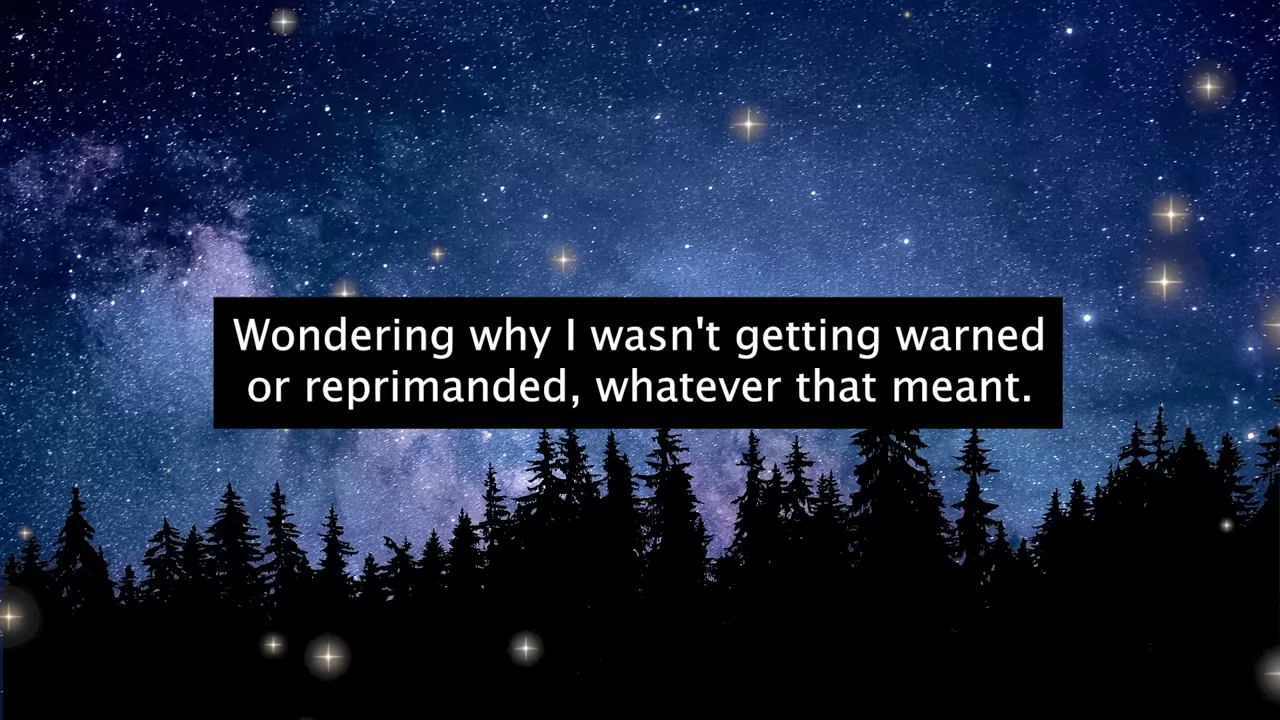 Wondering why I wasn't getting warned
or reprimanded, whatever that meant.